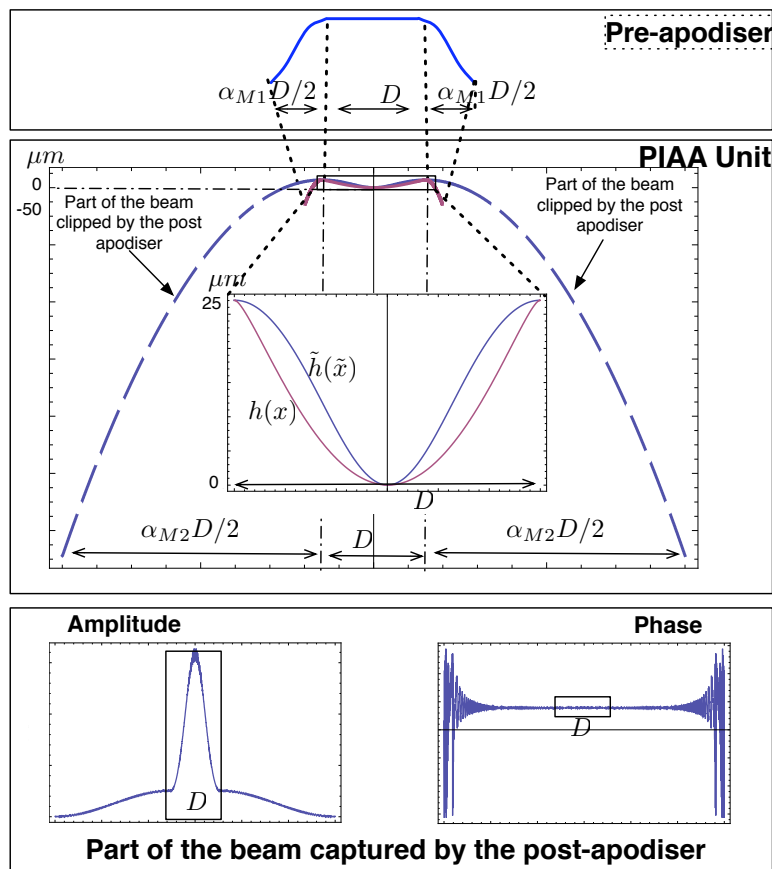 Pre-apodiser
α_{M1}D/2
D
α_{M1}D/2
PIAA Unit
μm
0
-50
Part of the beam
clipped by the post
apodiser
Part of the beam
clipped by the post
apodiser
μm
25
h̃(x̃)
h(x)
0
D
α_{M2}D/2
D
α_{M2}D/2
Amplitude
Phase
D
D
Part of the beam captured by the post-apodiser